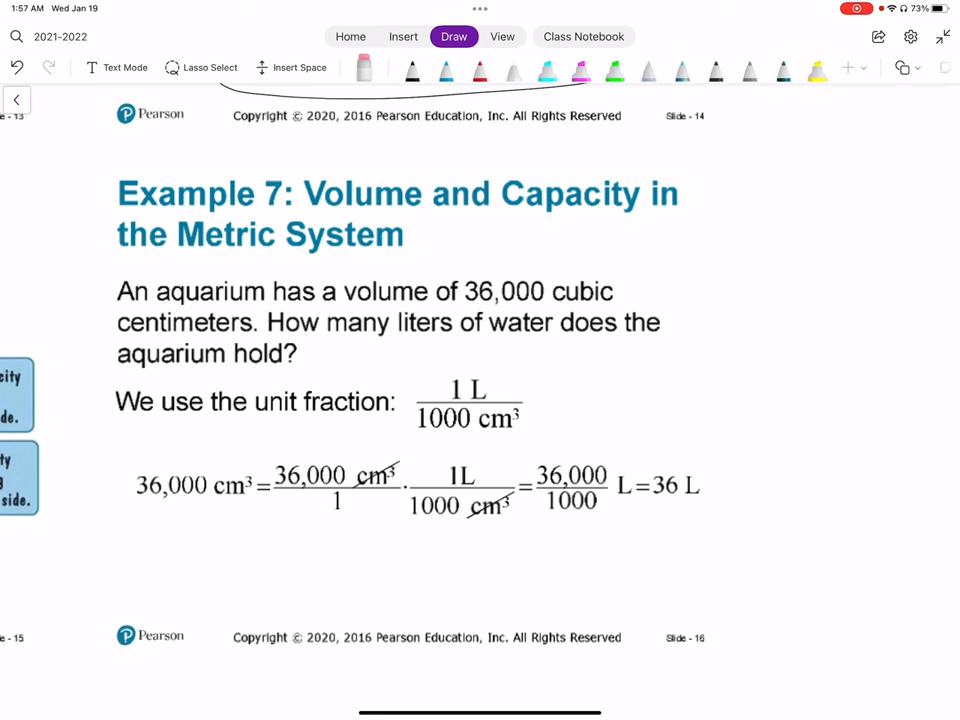 1:57 AM Wed Jan 19
73%
2021-2022
Home Insert Draw View Class Notebook
Text Mode Lasso Select Insert Space
e - 13
Pearson Copyright © 2020, 2016 Pearson Education, Inc. All Rights Reserved Slide - 14
Example 7: Volume and Capacity in
the Metric System
An aquarium has a volume of 36,000 cubic
centimeters. How many liters of water does the
aquarium hold?
city
de.
We use the unit fraction: 1 L / 1000 cm³
ty
side.
36,000 cm³ = 36,000 cm³ / 1 · 1L / 1000 cm³ = 36,000 / 1000 L = 36 L
e - 15
Pearson Copyright © 2020, 2016 Pearson Education, Inc. All Rights Reserved Slide - 16